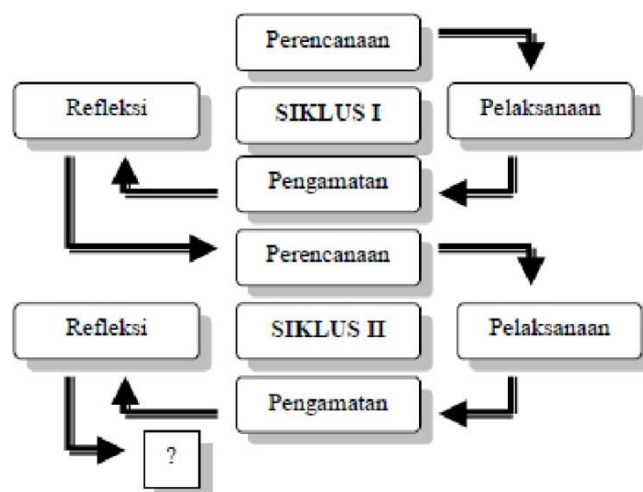 Perencanaan
Refleksi
SIKLUS I
Pelaksanaan
Pengamatan
Perencanaan
Refleksi
SIKLUS II
Pelaksanaan
Pengamatan
?